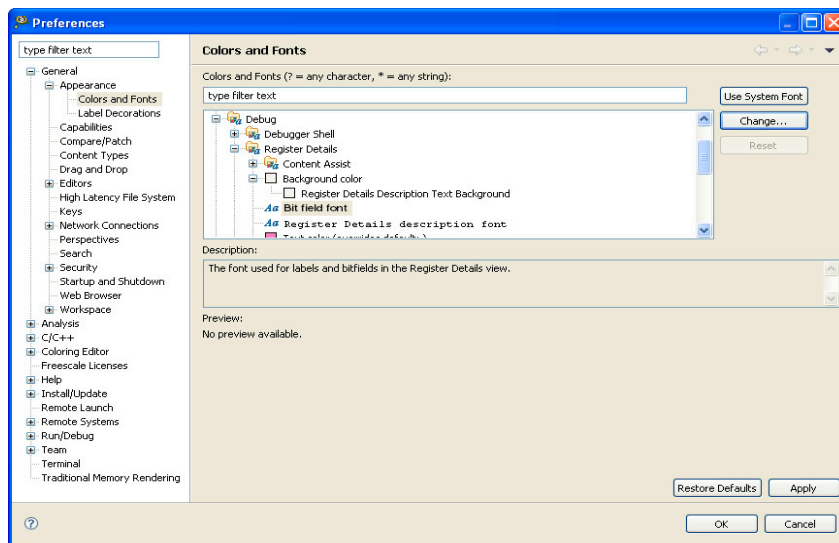 Preferences
type filter text
General
Appearance
Colors and Fonts
Label Decorations
Capabilities
Compare/Patch
Content Types
Drag and Drop
Editors
High Latency File System
Keys
Network Connections
Perspectives
Search
Security
Startup and Shutdown
Web Browser
Workspace
Analysis
C/C++
Coloring Editor
Freescale Licenses
Help
Install/Update
Remote Launch
Remote Systems
Run/Debug
Team
Terminal
Traditional Memory Rendering
Colors and Fonts
Colors and Fonts (? = any character, * = any string):
type filter text
Use System Font
Change...
Reset
Debug
Debugger Shell
Register Details
Content Assist
Background color
Register Details Description Text Background
Aa Bit field font
Aa Register Details description font
Description:
The font used for labels and bitfields in the Register Details view.
Preview:
No preview available.
Restore Defaults
Apply
?
OK
Cancel